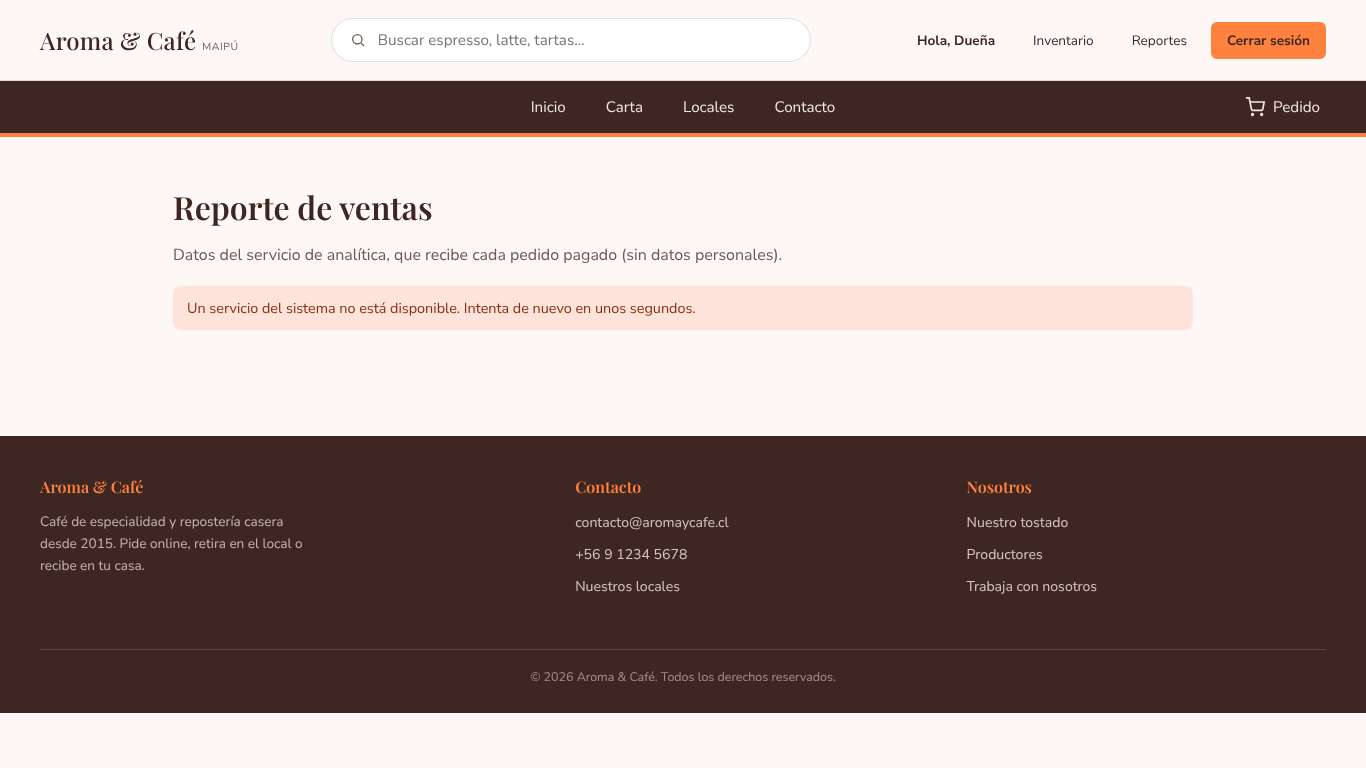 Aroma & Café MAIPÚ
Buscar espresso, latte, tartas...
Hola, Dueña
Inventario
Reportes
Cerrar sesión
Inicio
Carta
Locales
Contacto
Pedido
Reporte de ventas
Datos del servicio de analítica, que recibe cada pedido pagado (sin datos personales).
Un servicio del sistema no está disponible. Intenta de nuevo en unos segundos.
Aroma & Café
Café de especialidad y repostería casera
desde 2015. Pide online, retira en el local o
recibe en tu casa.
Contacto
contacto@aromaycafe.cl
+56 9 1234 5678
Nuestros locales
Nosotros
Nuestro tostado
Productores
Trabaja con nosotros
© 2026 Aroma & Café. Todos los derechos reservados.